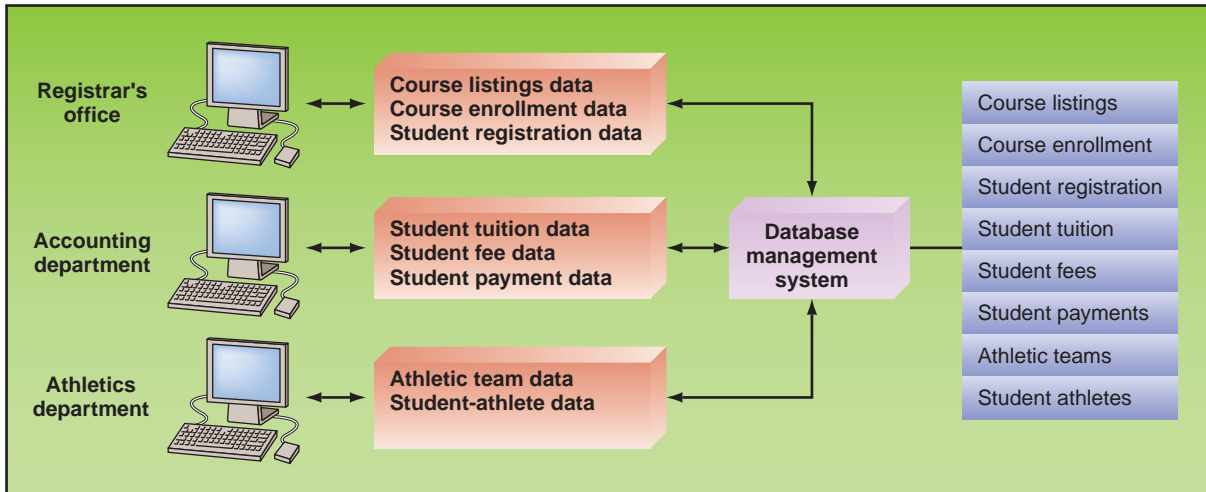 Registrar's
office
Course listings data
Course enrollment data
Student registration data
Accounting
department
Student tuition data
Student fee data
Student payment data
Athletics
department
Athletic team data
Student-athlete data
Database
management
system
Course listings
Course enrollment
Student registration
Student tuition
Student fees
Student payments
Athletic teams
Student athletes